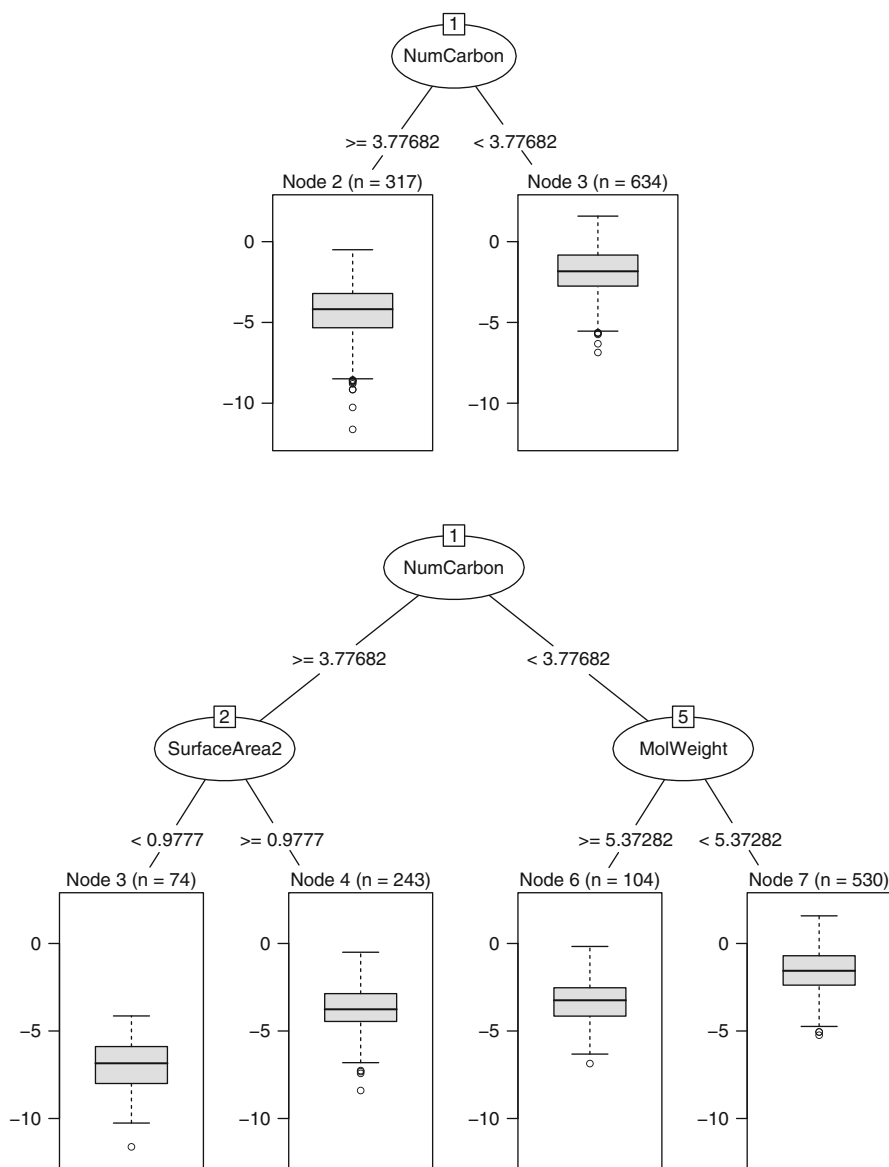 1
NumCarbon
>= 3.77682 < 3.77682
Node 2 (n = 317) Node 3 (n = 634)
0 0
−5 −5
−10 −10
1
NumCarbon
>= 3.77682 < 3.77682
2 5
SurfaceArea2 MolWeight
< 0.9777 >= 0.9777 >= 5.37282 < 5.37282
Node 3 (n = 74) Node 4 (n = 243) Node 6 (n = 104) Node 7 (n = 530)
0 0 0 0
−5 −5 −5 −5
−10 −10 −10 −10